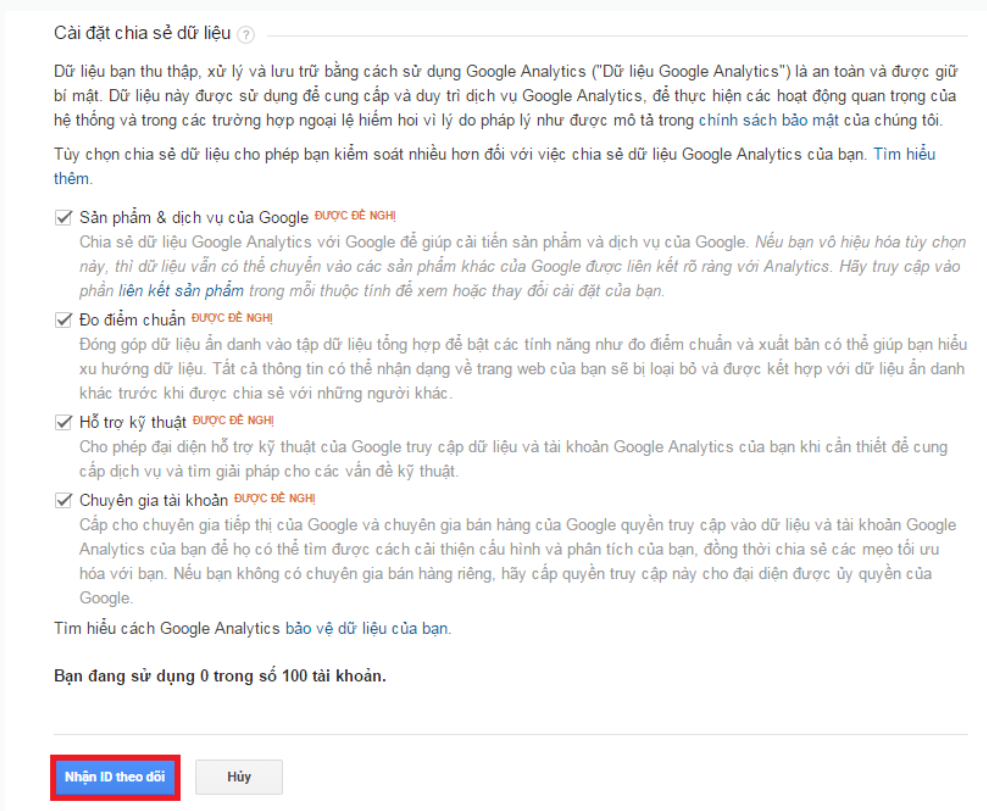 Cài đặt chia sẻ dữ liệu ?
Dữ liệu bạn thu thập, xử lý và lưu trữ bằng cách sử dụng Google Analytics ("Dữ liệu Google Analytics") là an toàn và được giữ
bí mật. Dữ liệu này được sử dụng để cung cấp và duy trì dịch vụ Google Analytics, để thực hiện các hoạt động quan trọng của
hệ thống và trong các trường hợp ngoại lệ hiếm hoi vì lý do pháp lý như được mô tả trong chính sách bảo mật của chúng tôi.
Tùy chọn chia sẻ dữ liệu cho phép bạn kiểm soát nhiều hơn đối với việc chia sẻ dữ liệu Google Analytics của bạn. Tìm hiểu
thêm.
Sản phẩm & dịch vụ của Google ĐƯỢC ĐỀ NGHỊ
Chia sẻ dữ liệu Google Analytics với Google để giúp cải tiến sản phẩm và dịch vụ của Google. Nếu bạn vô hiệu hóa tùy chọn
này, thì dữ liệu vẫn có thể chuyển vào các sản phẩm khác của Google được liên kết rõ ràng với Analytics. Hãy truy cập vào
phần liên kết sản phẩm trong mỗi thuộc tính để xem hoặc thay đổi cài đặt của bạn.
Đo điểm chuẩn ĐƯỢC ĐỀ NGHỊ
Đóng góp dữ liệu ẩn danh vào tập dữ liệu tổng hợp để bật các tính năng như đo điểm chuẩn và xuất bản có thể giúp bạn hiểu
xu hướng dữ liệu. Tất cả thông tin có thể nhận dạng về trang web của bạn sẽ bị loại bỏ và được kết hợp với dữ liệu ẩn danh
khác trước khi được chia sẻ với những người khác.
Hỗ trợ kỹ thuật ĐƯỢC ĐỀ NGHỊ
Cho phép đại diện hỗ trợ kỹ thuật của Google truy cập dữ liệu và tài khoản Google Analytics của bạn khi cần thiết để cung
cấp dịch vụ và tìm giải pháp cho các vấn đề kỹ thuật.
Chuyên gia tài khoản ĐƯỢC ĐỀ NGHỊ
Cấp cho chuyên gia tiếp thị của Google và chuyên gia bán hàng của Google quyền truy cập vào dữ liệu và tài khoản Google
Analytics của bạn để họ có thể tìm được cách cải thiện cấu hình và phân tích của bạn, đồng thời chia sẻ các mẹo tối ưu
hóa với bạn. Nếu bạn không có chuyên gia bán hàng riêng, hãy cấp quyền truy cập này cho đại diện được ủy quyền của
Google.
Tìm hiểu cách Google Analytics bảo vệ dữ liệu của bạn.
Bạn đang sử dụng 0 trong số 100 tài khoản.
Nhận ID theo dõi Hủy